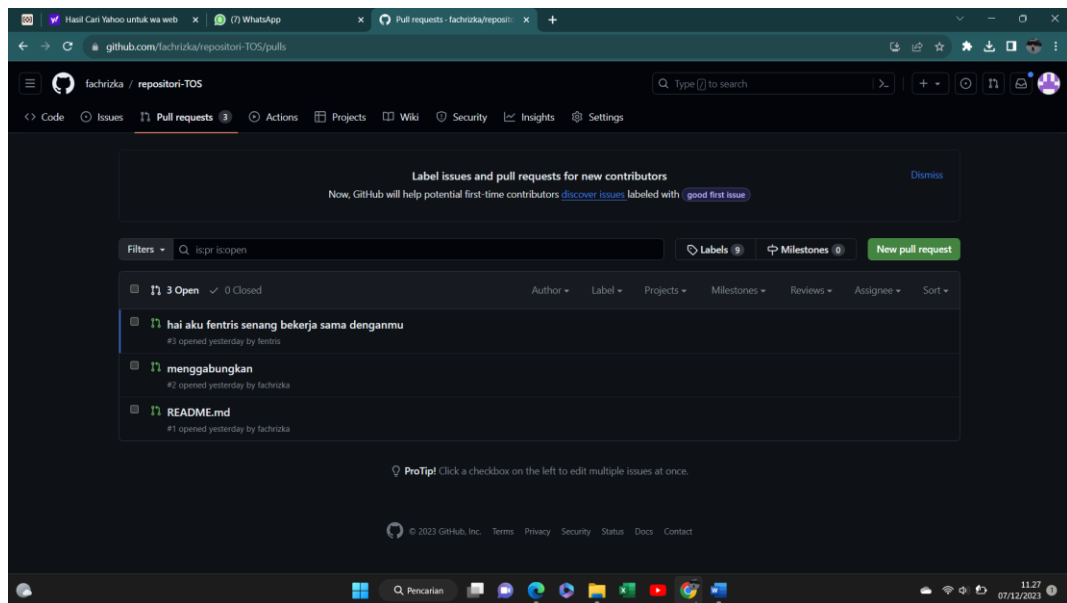 Hasil Cari Yahoo untuk wa web
(7) WhatsApp
Pull requests · fachrizka/reposito
github.com/fachrizka/repositori-TOS/pulls
fachrizka / repositori-TOS
Type / to search
Code Issues Pull requests 3 Actions Projects Wiki Security Insights Settings
Label issues and pull requests for new contributors
Dismiss
Now, GitHub will help potential first-time contributors discover issues labeled with good first issue
Filters is:pr is:open Labels 9 Milestones 0 New pull request
3 Open 0 Closed Author Label Projects Milestones Reviews Assignee Sort
hai aku fentris senang bekerja sama denganmu
#3 opened yesterday by fentris
menggabungkan
#2 opened yesterday by fachrizka
README.md
#1 opened yesterday by fachrizka
ProTip! Click a checkbox on the left to edit multiple issues at once.
© 2023 GitHub, Inc. Terms Privacy Security Status Docs Contact
Pencarian
11.27
07/12/2023